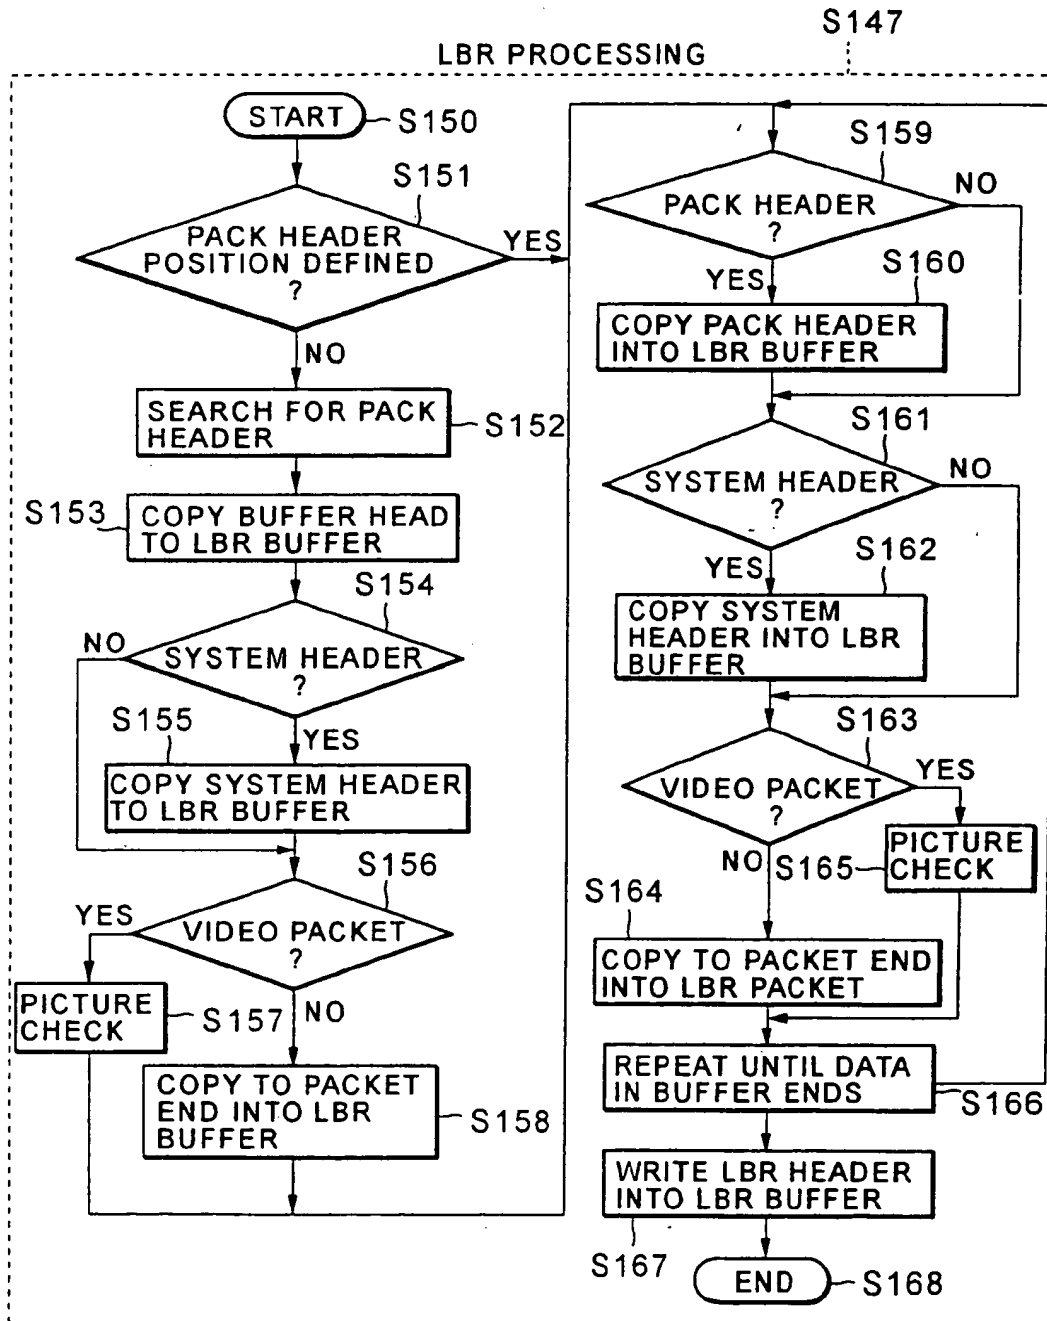 S147
LBR PROCESSING
START
S150
S151
PACK HEADER
POSITION DEFINED
?
YES
NO
SEARCH FOR PACK
HEADER
S152
S153
COPY BUFFER HEAD
TO LBR BUFFER
S154
NO
SYSTEM HEADER
?
S155
YES
COPY SYSTEM HEADER
TO LBR BUFFER
S156
YES
VIDEO PACKET
?
PICTURE
CHECK
S157
NO
COPY TO PACKET
END INTO LBR
BUFFER
S158
S159
NO
PACK HEADER
?
S160
YES
COPY PACK HEADER
INTO LBR BUFFER
S161
NO
SYSTEM HEADER
?
S162
YES
COPY SYSTEM
HEADER INTO LBR
BUFFER
S163
YES
VIDEO PACKET
?
PICTURE
CHECK
NO
S165
S164
COPY TO PACKET END
INTO LBR PACKET
REPEAT UNTIL DATA
IN BUFFER ENDS
S166
WRITE LBR HEADER
INTO LBR BUFFER
S167
END
S168